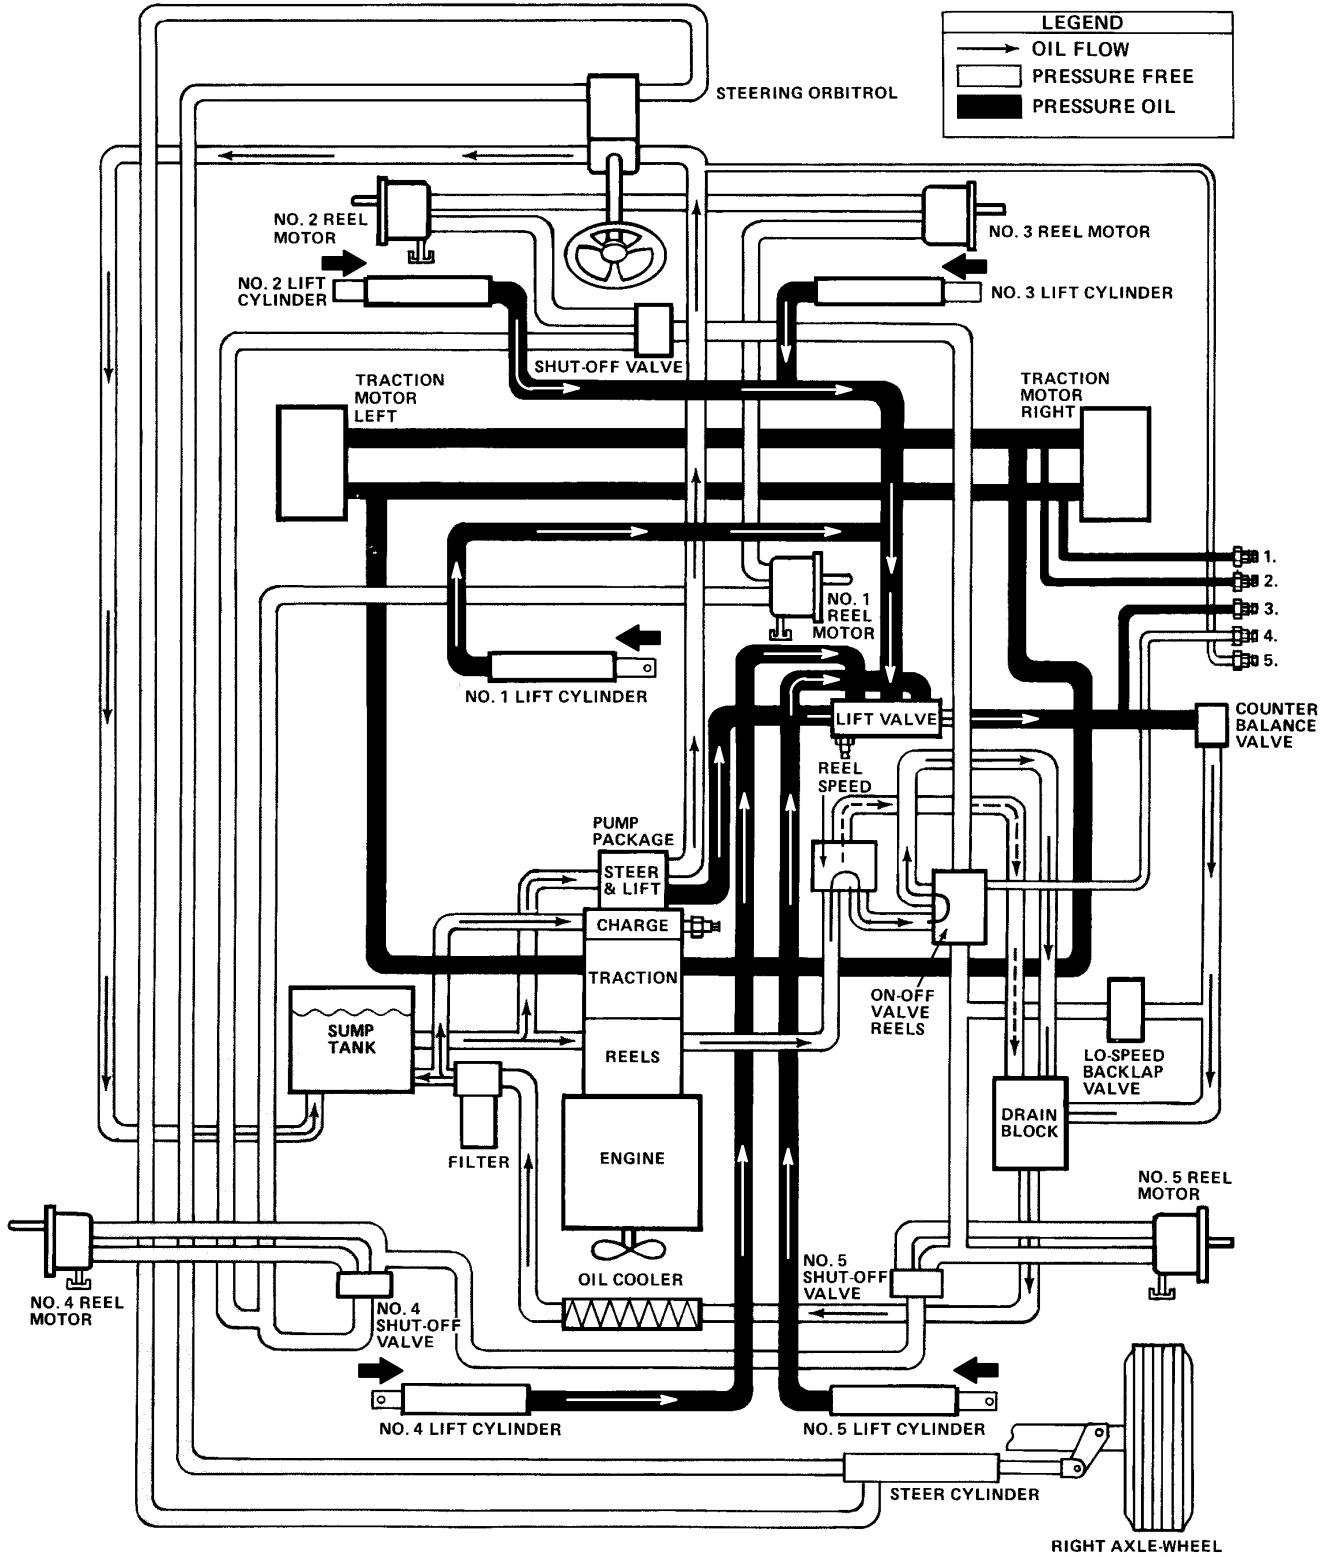 LEGEND
OIL FLOW
PRESSURE FREE
PRESSURE OIL
STEERING ORBITROL
NO. 2 REEL
MOTOR
NO. 3 REEL MOTOR
NO. 2 LIFT
CYLINDER
NO. 3 LIFT CYLINDER
SHUT-OFF VALVE
TRACTION
MOTOR
LEFT
TRACTION
MOTOR
RIGHT
1.
2.
3.
4.
5.
NO. 1
REEL
MOTOR
NO. 1 LIFT CYLINDER
LIFT VALVE
COUNTER
BALANCE
VALVE
REEL
SPEED
PUMP
PACKAGE
STEER
& LIFT
CHARGE
TRACTION
REELS
ON-OFF
VALVE
REELS
SUMP
TANK
LO-SPEED
BACKLAP
VALVE
DRAIN
BLOCK
FILTER
ENGINE
NO. 5 REEL
MOTOR
OIL COOLER
NO. 5
SHUT-OFF
VALVE
NO. 4 REEL
MOTOR
NO. 4
SHUT-OFF
VALVE
NO. 4 LIFT CYLINDER
NO. 5 LIFT CYLINDER
STEER CYLINDER
RIGHT AXLE-WHEEL